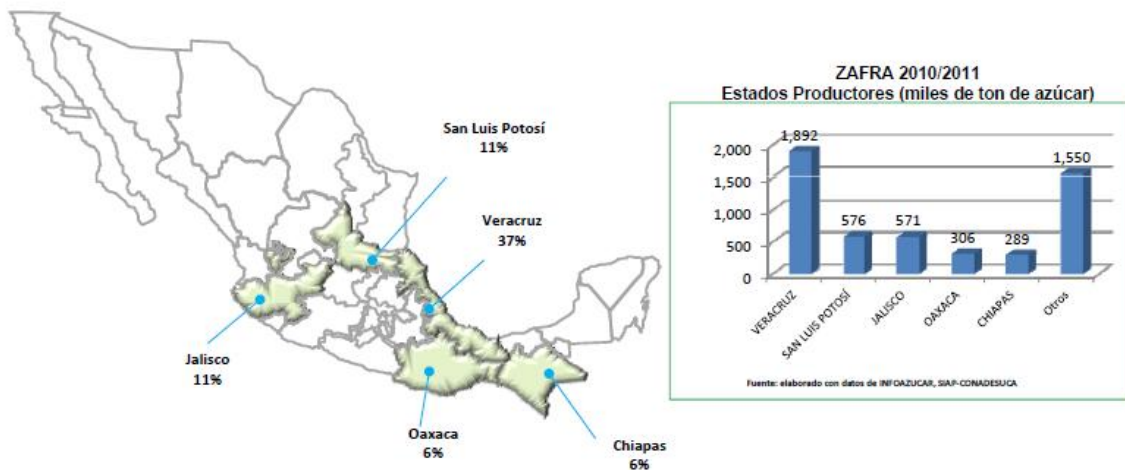 San Luis Potosí
11%
Veracruz
37%
Jalisco
11%
Oaxaca
6%
Chiapas
6%
ZAFRA 2010/2011
Estados Productores (miles de ton de azúcar)
2,000
1,500
1,000
500
0
1,892
576
571
306
289
1,550
VERACRUZ
SAN LUIS POTOSÍ
JALISCO
OAXACA
CHIAPAS
Otros
Fuente: elaborado con datos de INFOAZUCAR, SIAP-CONADESUCA